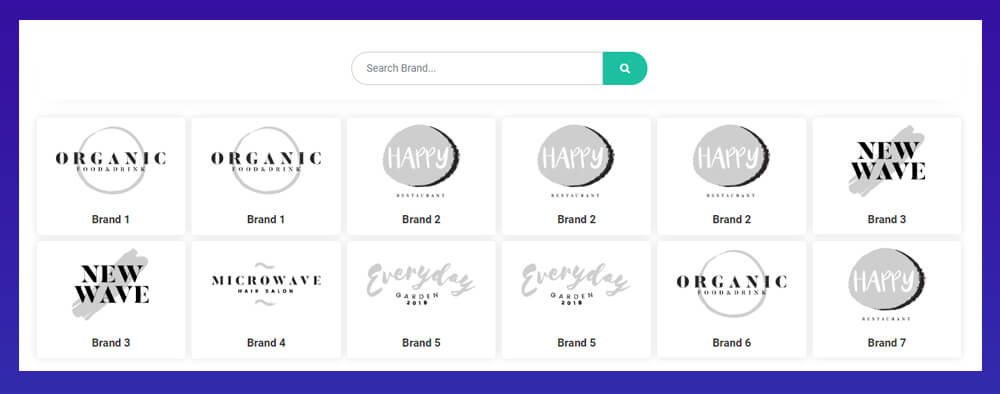 Search Brand...
ORGANIC
FOOD&DRINK
Brand 1
ORGANIC
FOOD&DRINK
Brand 1
HAPPY
RESTAURANT
Brand 2
HAPPY
RESTAURANT
Brand 2
HAPPY
RESTAURANT
Brand 2
NEW
WAVE
Brand 3
NEW
WAVE
Brand 3
MICROWAVE
HAIR SALON
Brand 4
Everyday
GARDEN
2018
Brand 5
Everyday
GARDEN
2018
Brand 5
ORGANIC
FOOD&DRINK
Brand 6
HAPPY
RESTAURANT
Brand 7